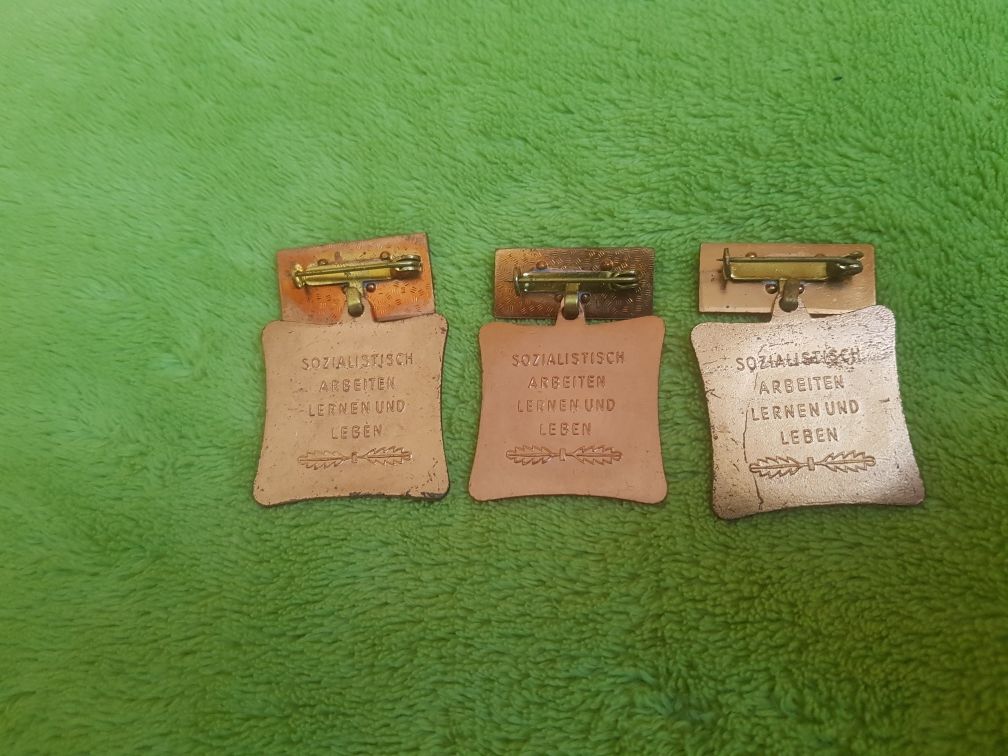 SOZIALISTISCH
ARBEITEN
LERNEN UND
LEBEN
SOZIALISTISCH
ARBEITEN
LERNEN UND
LEBEN
SOZIALISTISCH
ARBEITEN
LERNEN UND
LEBEN